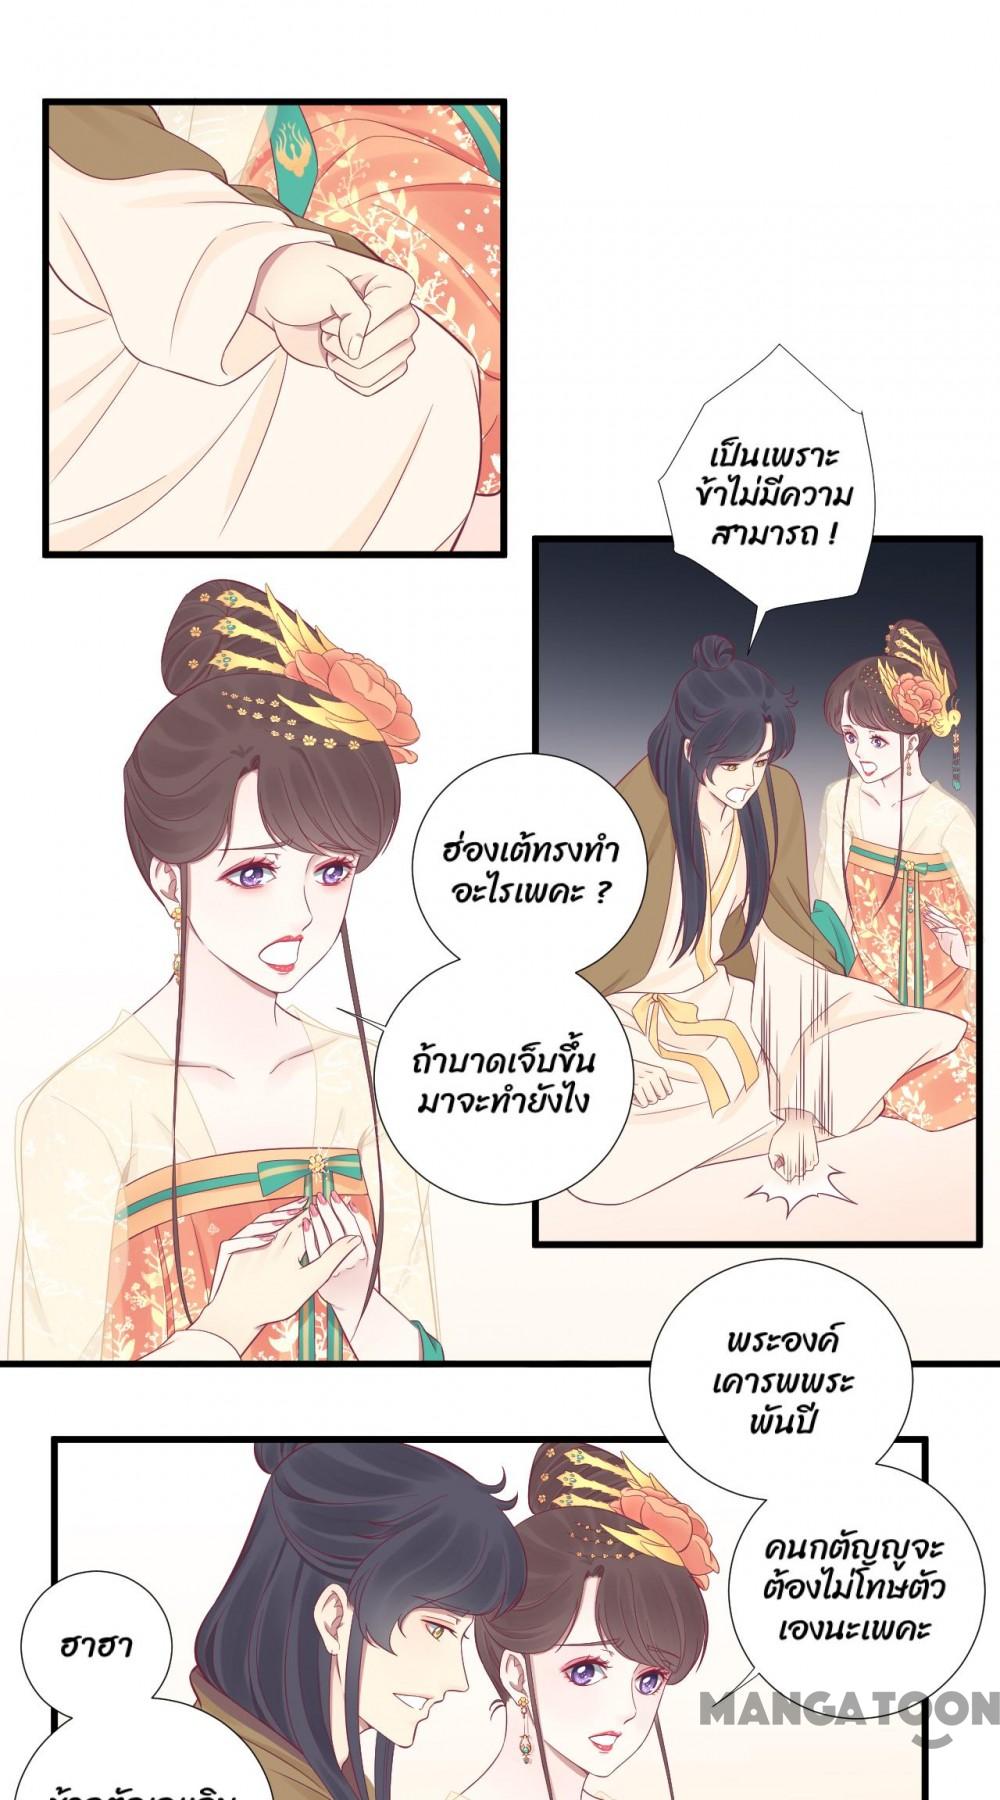 เป็นเพราะ
ข้าไม่มีความ
สามารถ !
ฮ่องเต้ทรงทำ
อะไรเพคะ ?
ถ้าบาดเจ็บขึ้น
มาจะทำยังไง
พระองค์
เคารพพระ
พันปี
คนกตัญญูจะ
ต้องไม่โทษตัว
เองนะเพคะ
ฮาฮา
MANGATOON